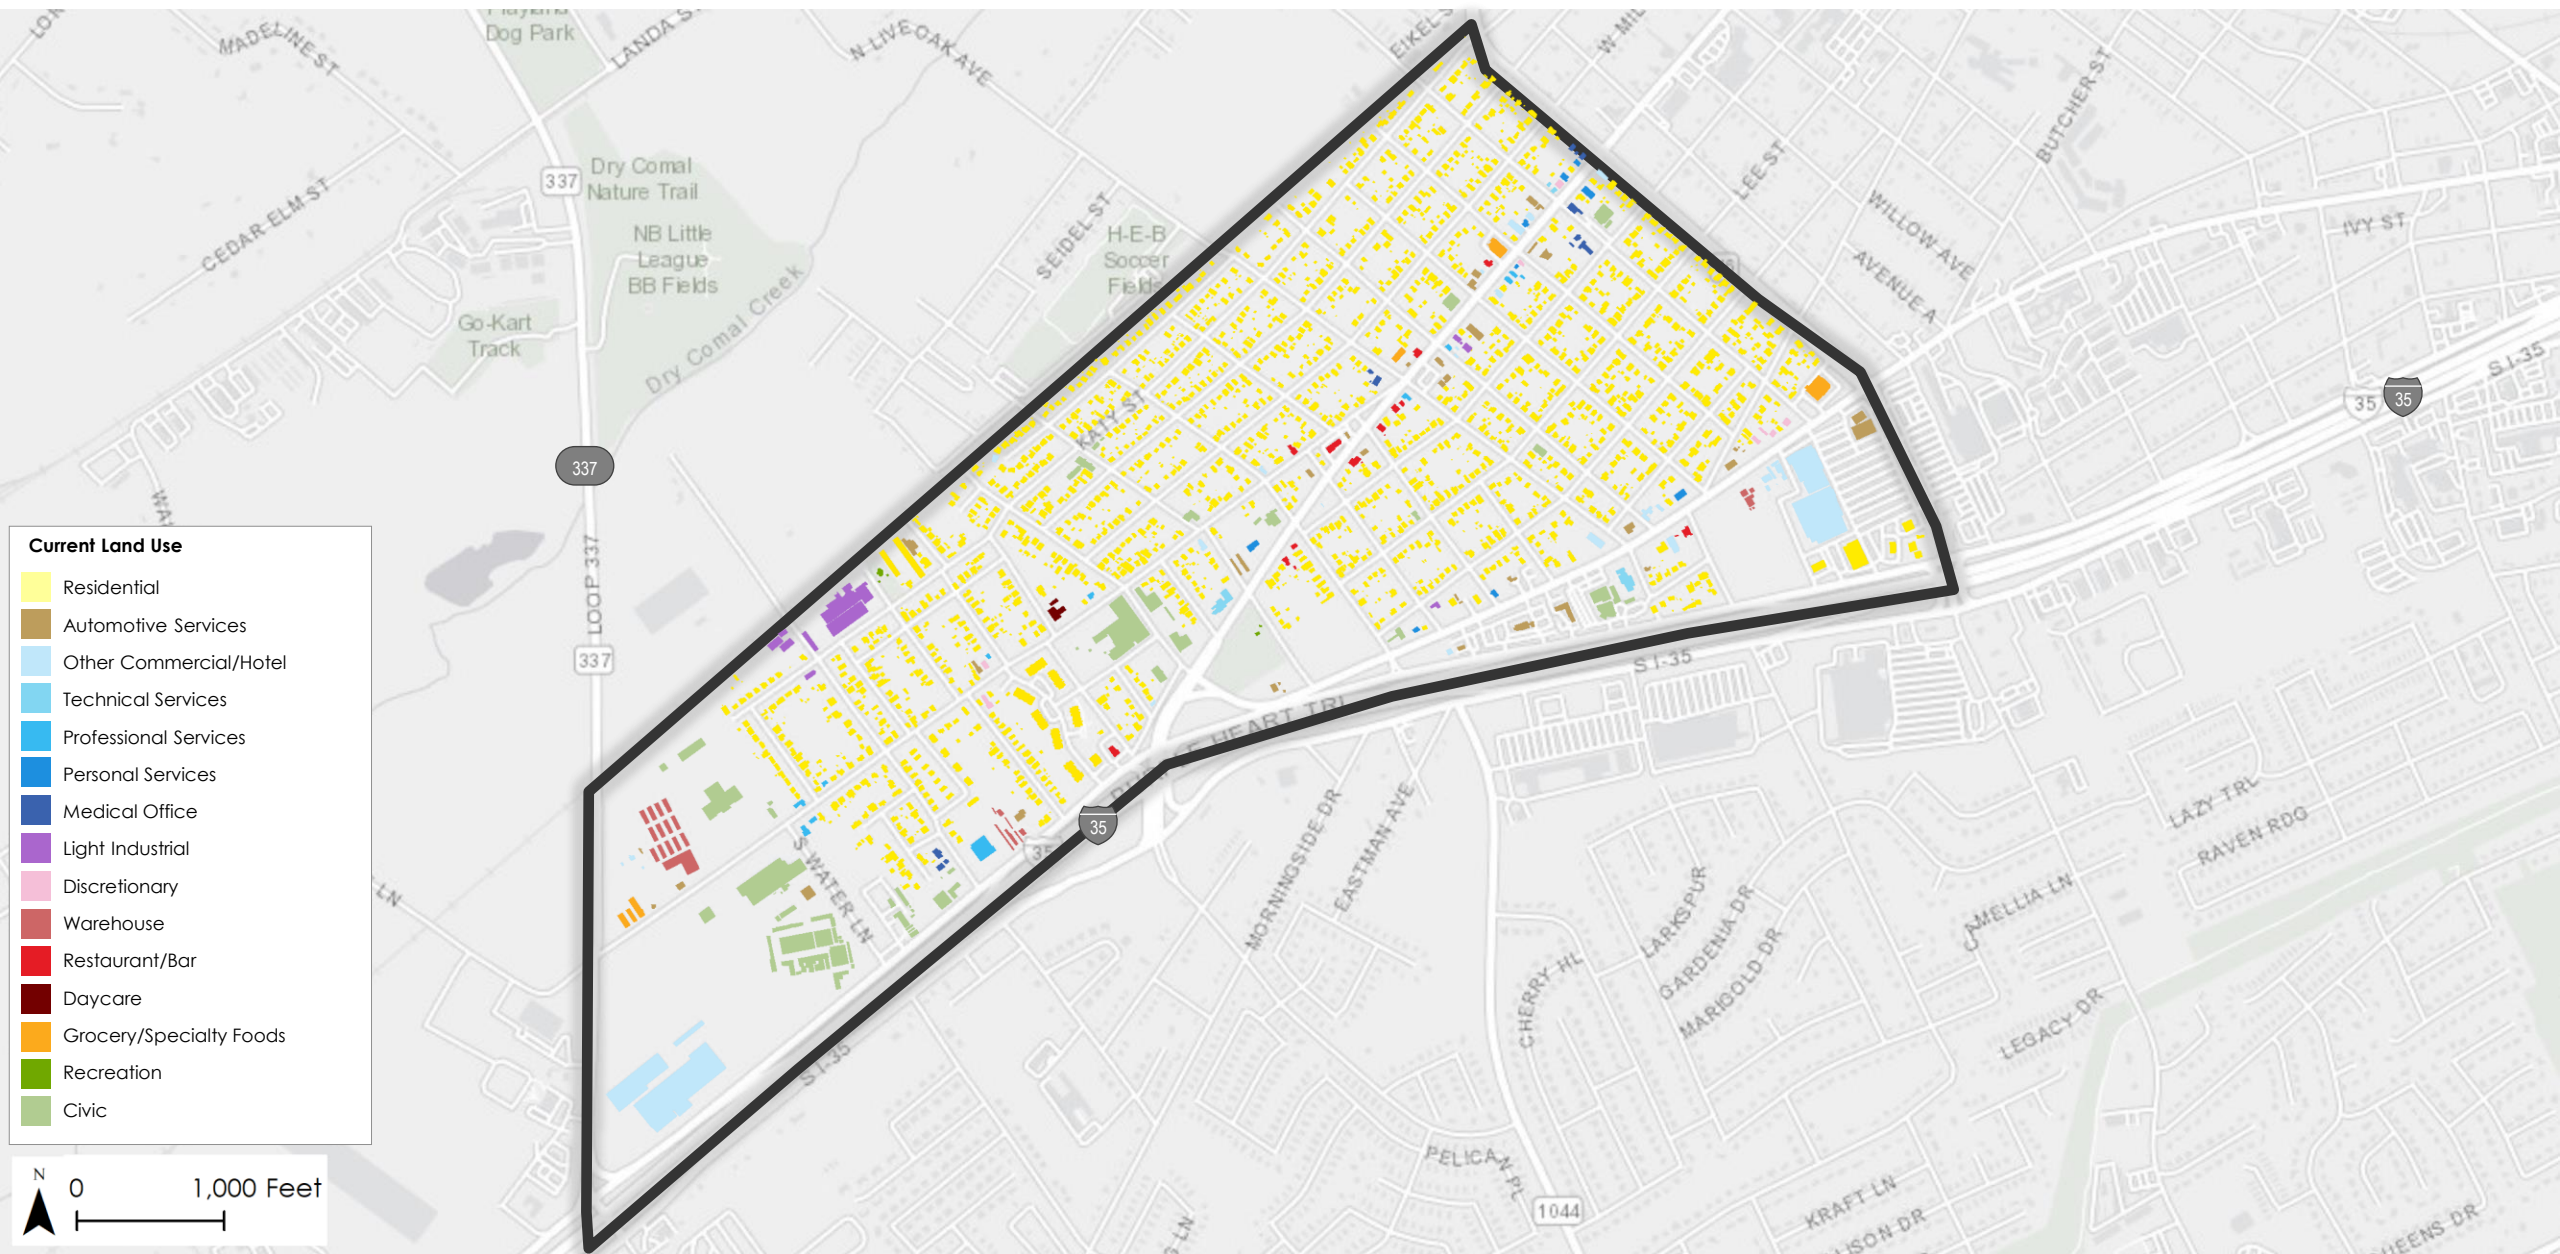 Dog Park
MADELINE ST
LANDA ST
N LIVE OAK AVE
BUTCHER ST
337
Dry Comal
Nature Trail
LEE ST
CEDAR ELM ST
NB Little
League
BB Fields
SEIDEL ST
H-E-B
Soccer
Fields
WILLOW AVE
IVY ST
AVENUE A
Dry Comal Creek
Go-Kart
Track
KATY ST
S I-35
35
35
337
LOOP 337
337
Current Land Use
Residential
Automotive Services
Other Commercial/Hotel
Technical Services
Professional Services
Personal Services
Medical Office
Light Industrial
Discretionary
Warehouse
Restaurant/Bar
Daycare
Grocery/Specialty Foods
Recreation
Civic
S I-35
PURPLE HEART TRL
35
35
S WATER LN
LN
MORNINGSIDE DR
EASTMAN AVE
LAZY TRL
RAVEN RDG
LARKSPUR
GARDENIA DR
MARIGOLD DR
CAMELLIA LN
CHERRY HL
LEGACY DR
S I-35
PELICAN PL
1044
KRAFT LN
N
0
1,000 Feet